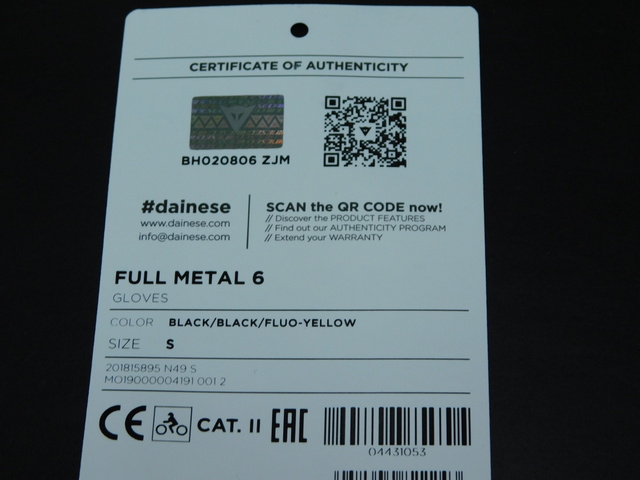 CERTIFICATE OF AUTHENTICITY
BH020806 ZJM
#dainese
www.dainese.com
info@dainese.com
SCAN the QR CODE now!
// Discover the PRODUCT FEATURES
// Find out our AUTHENTICITY PROGRAM
// Extend your WARRANTY
FULL METAL 6
GLOVES
COLOR BLACK/BLACK/FLUO-YELLOW
SIZE S
201815895 N49 S
MO19000004191 001 2
CE CAT. II EAC
04431053